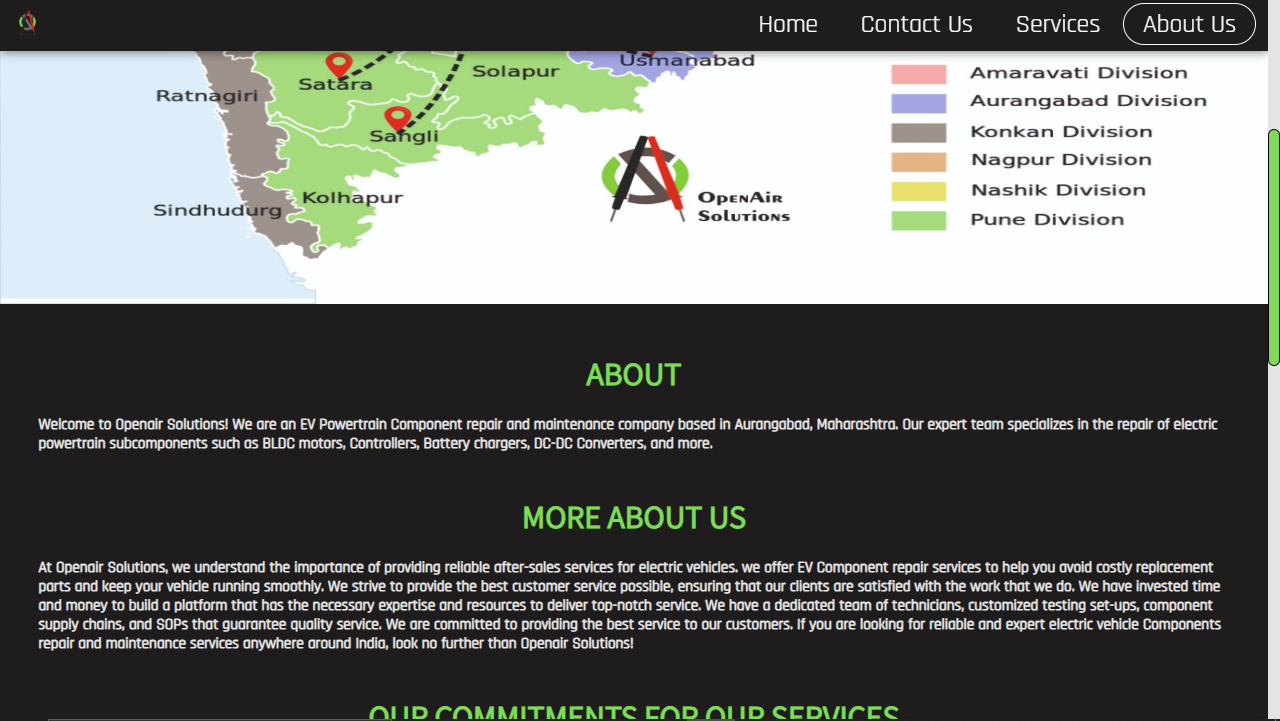 Home Contact Us Services About Us
Usmanabad
Solapur
Satara
Ratnagiri
Sangli
Kolhapur
Sindhudurg
OpenAir
Solutions
Amaravati Division
Aurangabad Division
Konkan Division
Nagpur Division
Nashik Division
Pune Division
ABOUT
Welcome to Openair Solutions! We are an EV Powertrain Component repair and maintenance company based in Aurangabad, Maharashtra. Our expert team specializes in the repair of electric
powertrain subcomponents such as BLDC motors, Controllers, Battery chargers, DC-DC Converters, and more.
MORE ABOUT US
At Openair Solutions, we understand the importance of providing reliable after-sales services for electric vehicles. we offer EV Component repair services to help you avoid costly replacement
parts and keep your vehicle running smoothly. We strive to provide the best customer service possible, ensuring that our clients are satisfied with the work that we do. We have invested time
and money to build a platform that has the necessary expertise and resources to deliver top-notch service. We have a dedicated team of technicians, customized testing set-ups, component
supply chains, and SOPs that guarantee quality service. We are committed to providing the best service to our customers. If you are looking for reliable and expert electric vehicle Components
repair and maintenance services anywhere around India, look no further than Openair Solutions!
OUR COMMITMENTS FOR OUR SERVICES